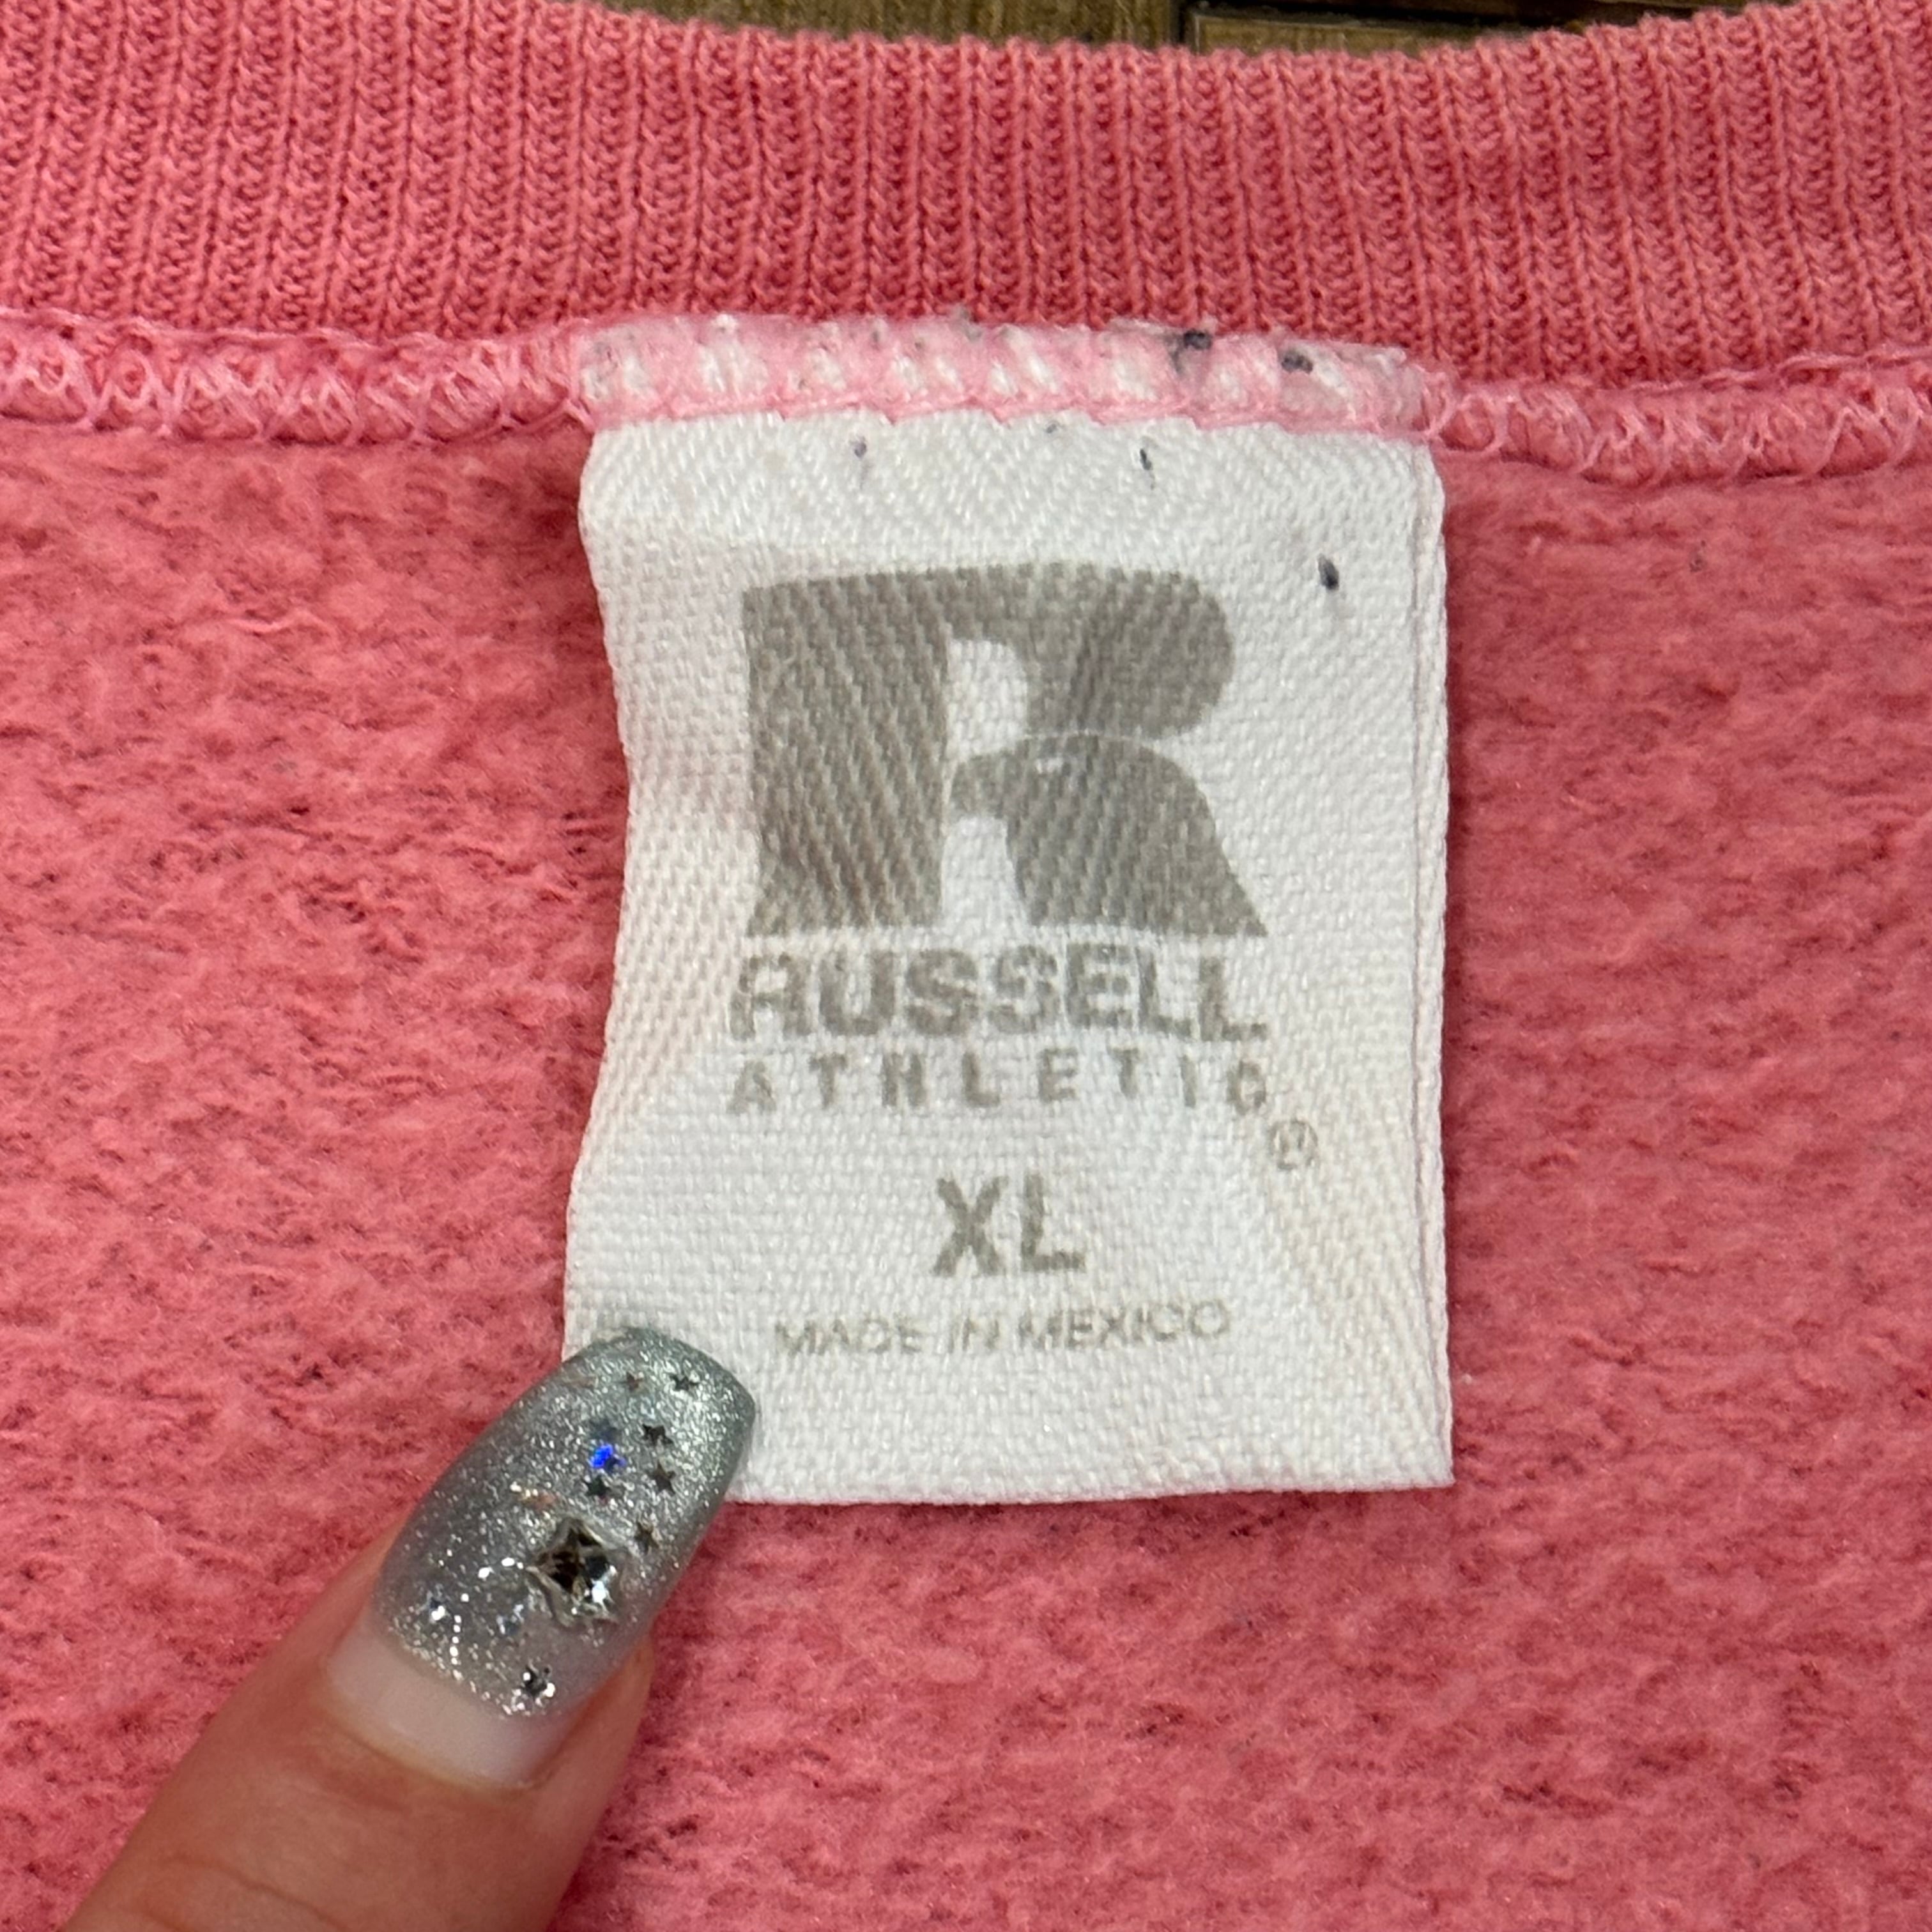 R
RUSSELL
ATHLETIC®
XL
MADE IN MEXICO